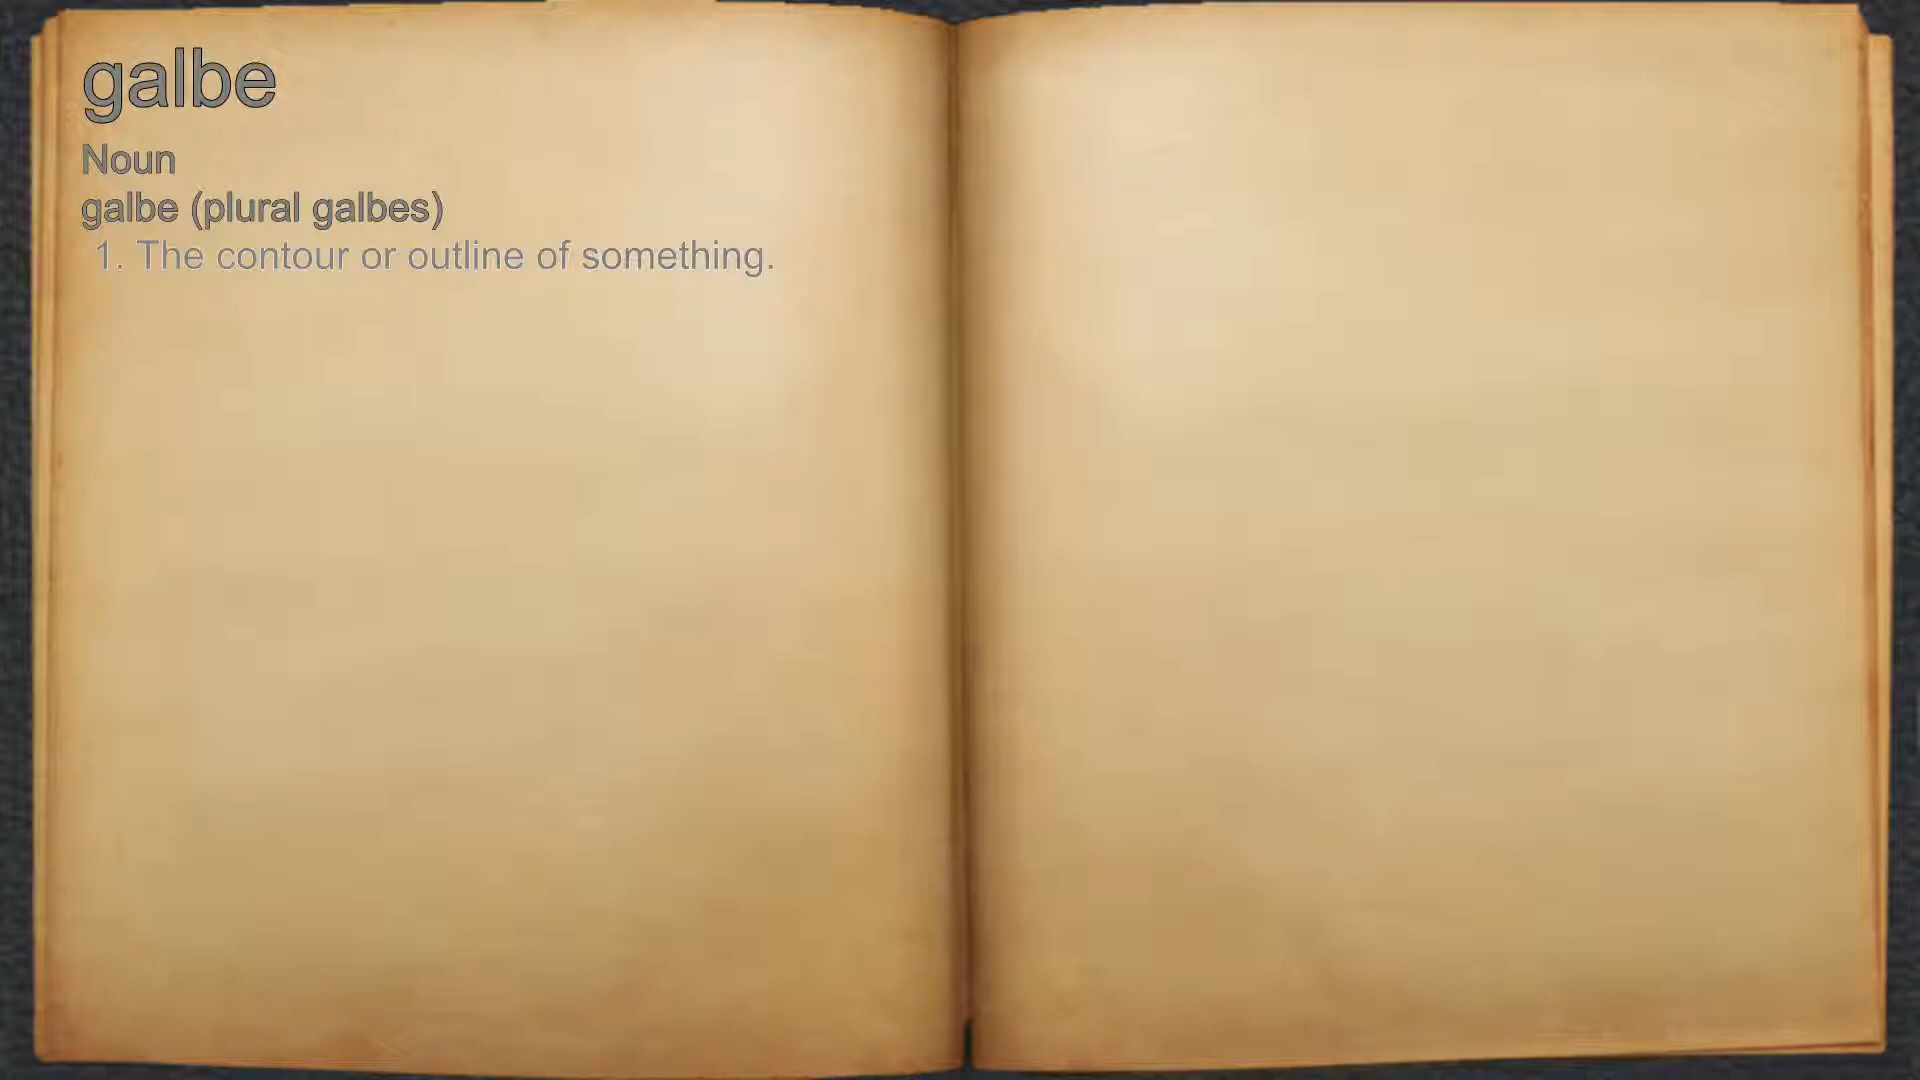 galbe
Noun
galbe (plural galbes)
1. The contour or outline of something.